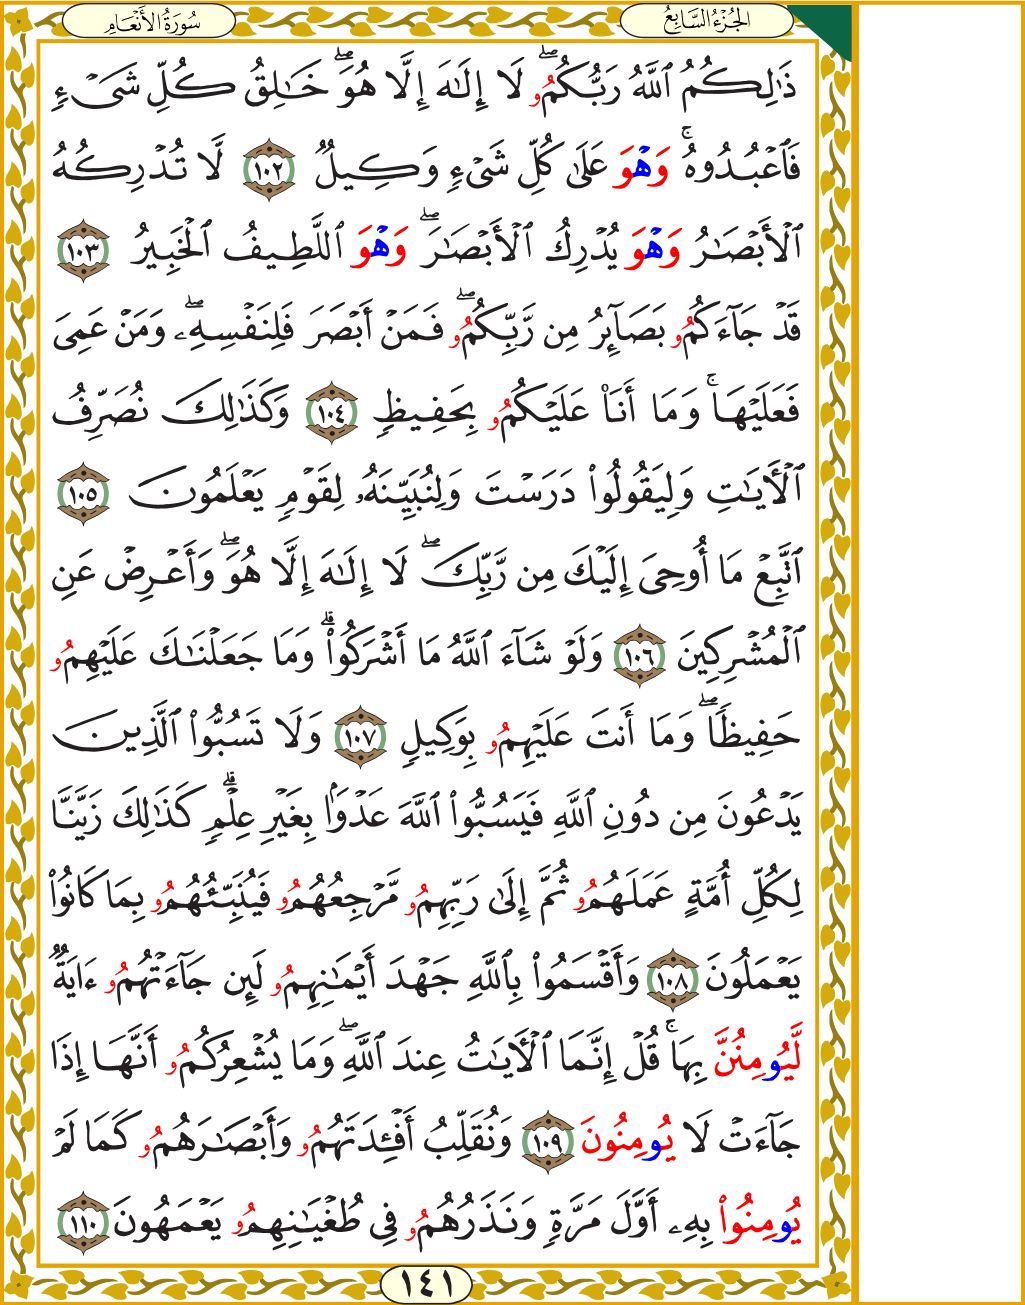 الجُزْءُ السَّابِعُ
سُورَةُ الأَنْعَامِ
ذَٰلِكُمُ ٱللَّهُ رَبُّكُمُۥۖ لَا إِلَٰهَ إِلَّا هُوَۖ خَٰلِقُ كُلِّ شَىْءٍ
فَٱعْبُدُوهُۚ وَهْوَ عَلَىٰ كُلِّ شَىْءٍ وَكِيلٌ ١٠٢ لَّا تُدْرِكُهُ
ٱلْأَبْصَٰرُ وَهْوَ يُدْرِكُ ٱلْأَبْصَٰرَۖ وَهْوَ ٱللَّطِيفُ ٱلْخَبِيرُ ١٠٣
قَدْ جَآءَكُمُۥ بَصَآئِرُ مِن رَّبِّكُمُۥۖ فَمَنْ أَبْصَرَ فَلِنَفْسِهِۦۖ وَمَنْ عَمِىَ
فَعَلَيْهَاۚ وَمَا أَنَا۠ عَلَيْكُمُۥ بِحَفِيظٍ ١٠٤ وَكَذَٰلِكَ نُصَرِّفُ
ٱلْأَيَٰتِ وَلِيَقُولُوا۟ دَرَسْتَ وَلِنُبَيِّنَهُۥ لِقَوْمٍ يَعْلَمُونَ ١٠٥
ٱتَّبِعْ مَا أُوحِىَ إِلَيْكَ مِن رَّبِّكَۖ لَا إِلَٰهَ إِلَّا هُوَۖ وَأَعْرِضْ عَنِ
ٱلْمُشْرِكِينَ ١٠٦ وَلَوْ شَآءَ ٱللَّهُ مَا أَشْرَكُوا۟ۗ وَمَا جَعَلْنَٰكَ عَلَيْهِمُۥ
حَفِيظًاۖ وَمَا أَنتَ عَلَيْهِمُۥ بِوَكِيلٍ ١٠٧ وَلَا تَسُبُّوا۟ ٱلَّذِينَ
يَدْعُونَ مِن دُونِ ٱللَّهِ فَيَسُبُّوا۟ ٱللَّهَ عَدْوًۢا بِغَيْرِ عِلْمٍۗ كَذَٰلِكَ زَيَّنَّا
لِكُلِّ أُمَّةٍ عَمَلَهُمُۥ ثُمَّ إِلَىٰ رَبِّهِمُۥ مَّرْجِعُهُمُۥ فَيُنَبِّئُهُمُۥ بِمَا كَانُوا۟
يَعْمَلُونَ ١٠٨ وَأَقْسَمُوا۟ بِٱللَّهِ جَهْدَ أَيْمَٰنِهِمُۥ لَئِن جَآءَتْهُمُۥ ءَايَةٌ
لَّيُومِنُنَّ بِهَاۚ قُلْ إِنَّمَا ٱلْأَيَٰتُ عِندَ ٱللَّهِۖ وَمَا يُشْعِرُكُمُۥ أَنَّهَا إِذَا
جَآءَتْ لَا يُومِنُونَ ١٠٩ وَنُقَلِّبُ أَفْـِٔدَتَهُمُۥ وَأَبْصَٰرَهُمُۥ كَمَا لَمْ
يُومِنُوا۟ بِهِۦ أَوَّلَ مَرَّةٍ وَنَذَرُهُمُۥ فِى طُغْيَٰنِهِمُۥ يَعْمَهُونَ ١١٠
١٤١